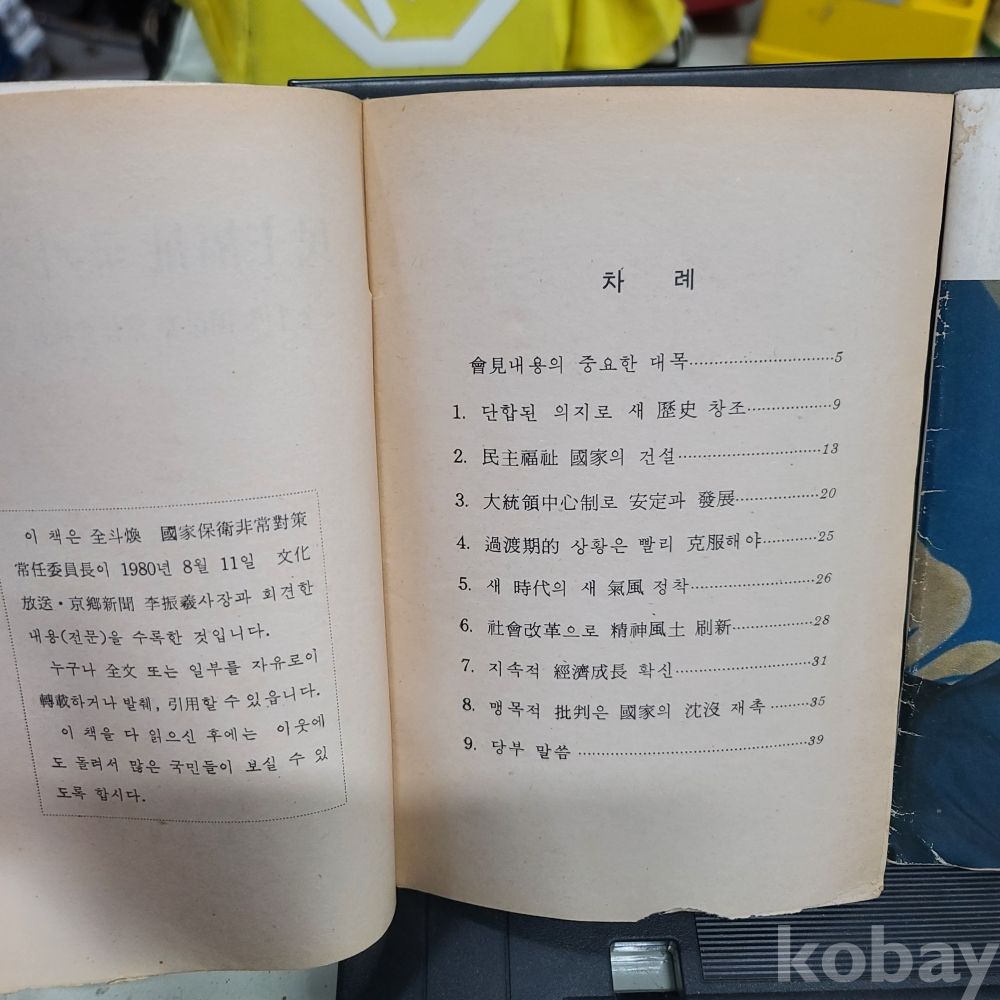 이 책은 全斗煥 國家保衛非常對策
常任委員長이 1980년 8월 11일 文化
放送·京鄕新聞 李振羲사장과 회견한
내용(전문)을 수록한 것입니다.
누구나 全文 또는 일부를 자유로이
轉載하거나 발췌, 引用할 수 있읍니다.
이 책을 다 읽으신 후에는 이웃에
도 돌려서 많은 국민들이 보실 수 있
도록 합시다.
차 례
會見내용의 중요한 대목……………………………5
1. 단합된 의지로 새 歷史 창조………………9
2. 民主福祉 國家의 건설……………………………13
3. 大統領中心制로 安定과 發展………………20
4. 過渡期的 상황은 빨리 克服해야…………25
5. 새 時代의 새 氣風 정착………………………26
6. 社會改革으로 精神風土 刷新………………28
7. 지속적 經濟成長 확신…………………………31
8. 맹목적 批判은 國家의 沈沒 재촉………35
9. 당부 말씀……………………………………………39
kobay